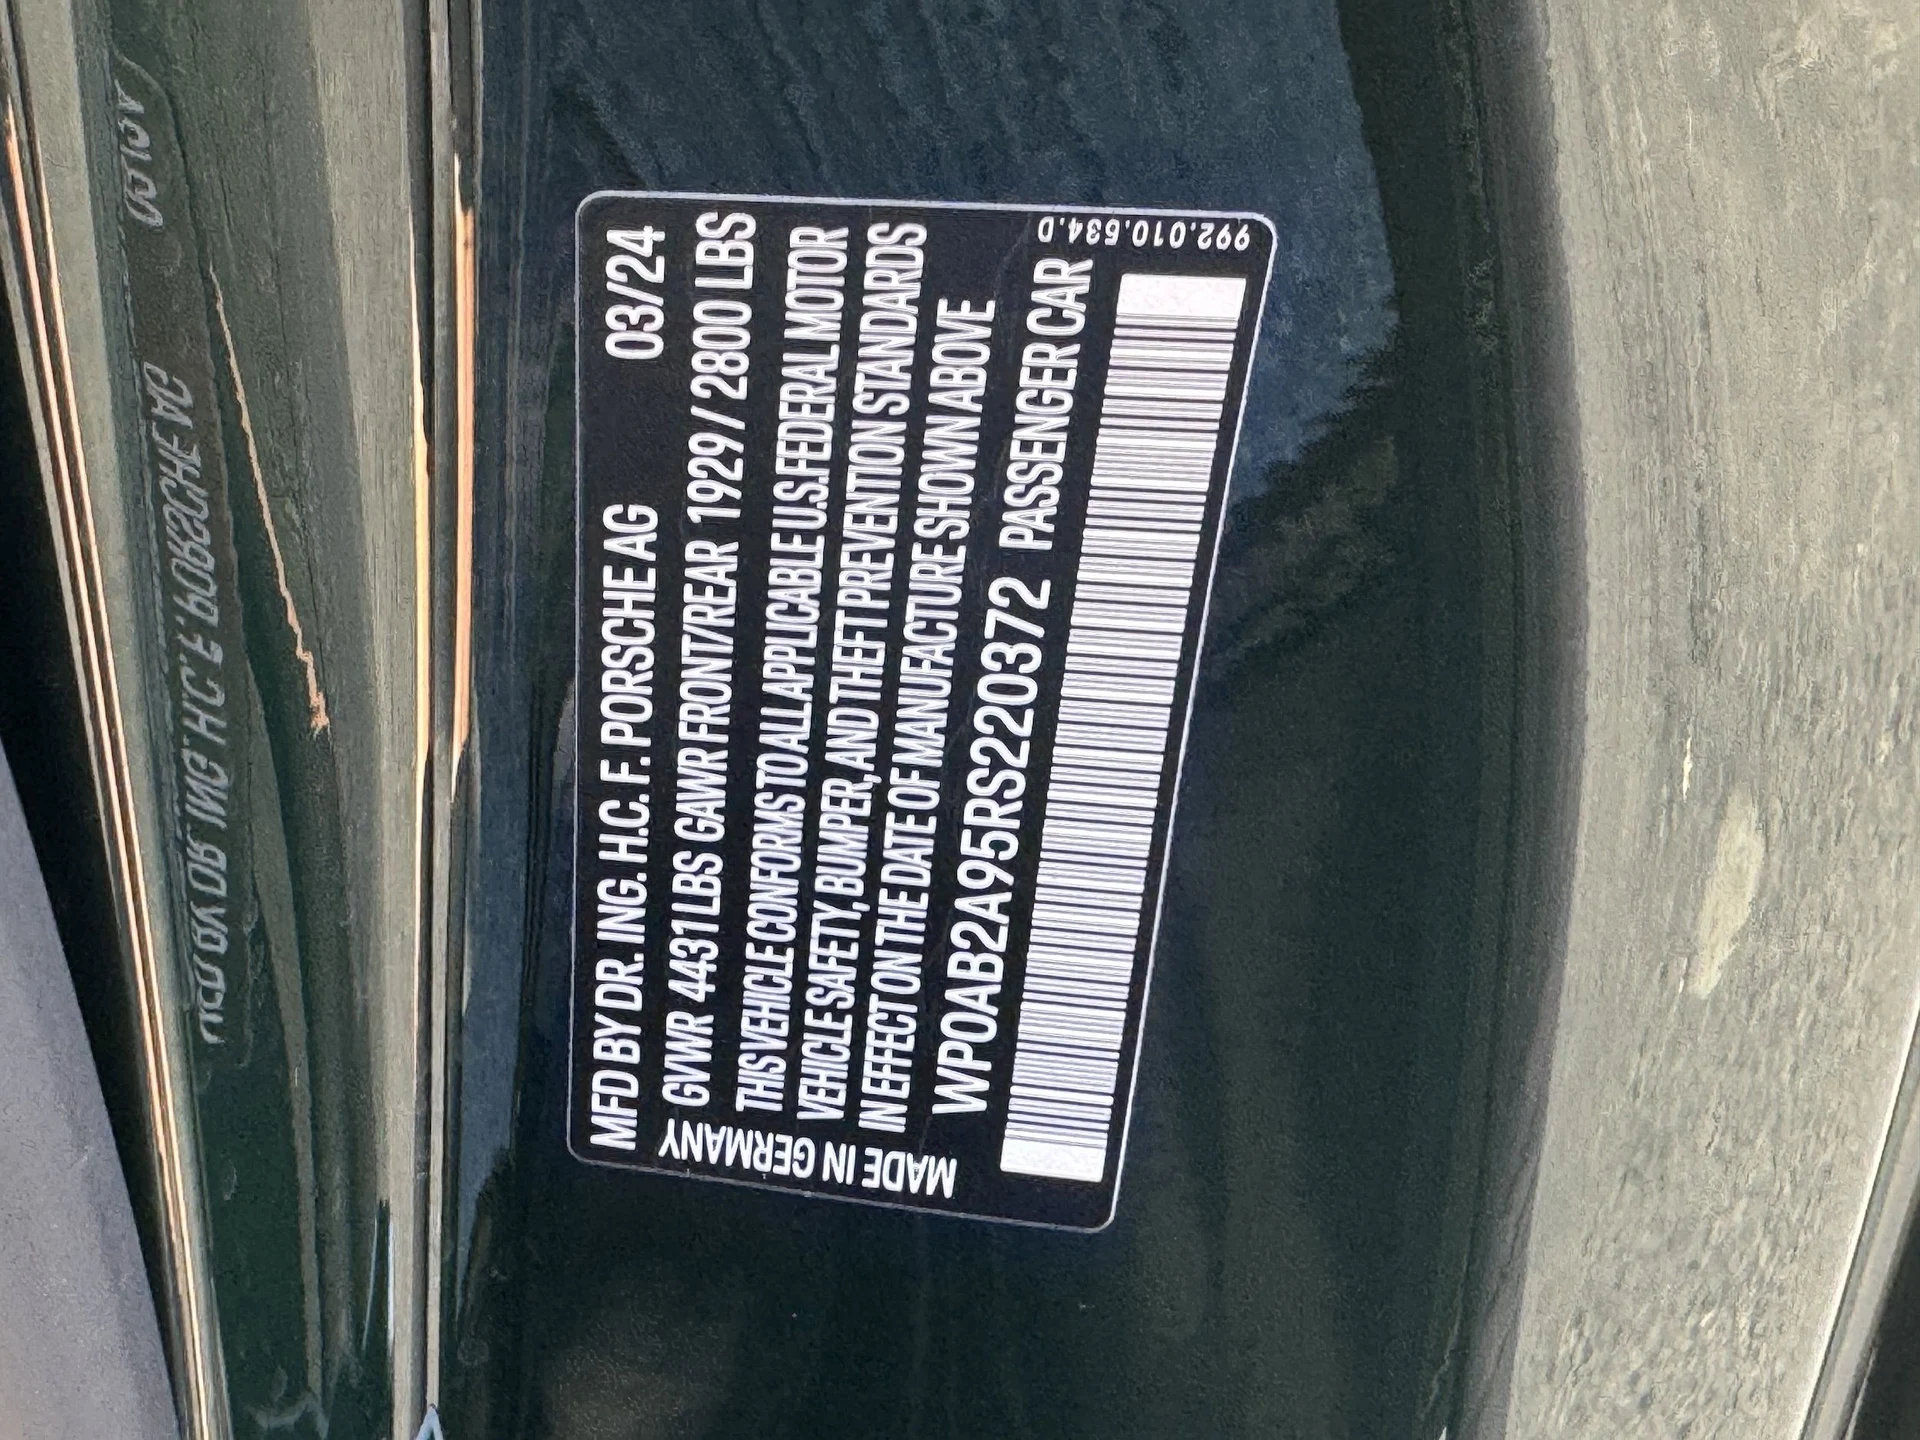 MFD BY DR. ING. H.C. F. PORSCHE AG 03/24
GVWR 4431 LBS GAWR FRONT/REAR 1929 / 2800 LBS
THIS VEHICLE CONFORMS TO ALL APPLICABLE U.S. FEDERAL MOTOR
VEHICLE SAFETY, BUMPER, AND THEFT PREVENTION STANDARDS
IN EFFECT ON THE DATE OF MANUFACTURE SHOWN ABOVE
WP0AB2A95RS220372 PASSENGER CAR
MADE IN GERMANY
992.010.534.D